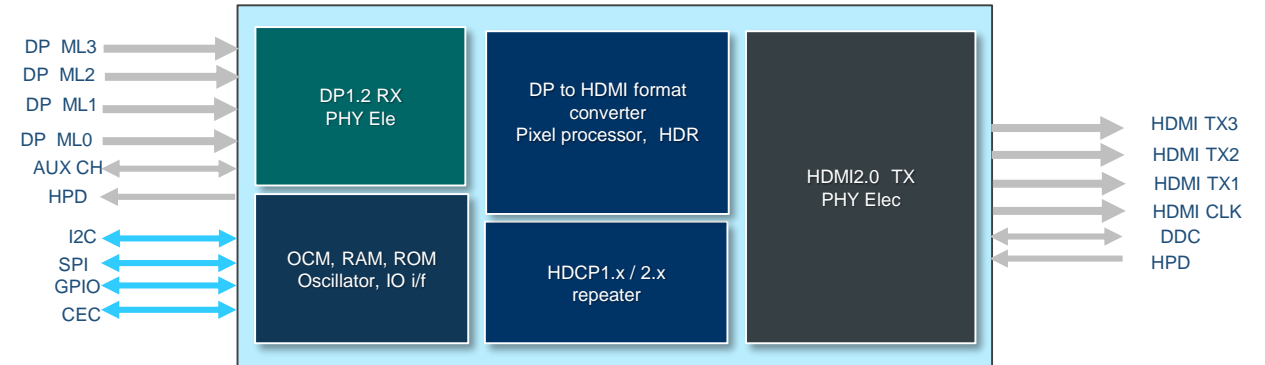 DP ML3
DP ML2
DP ML1
DP ML0
AUX CH
HPD
I2C
SPI
GPIO
CEC
DP1.2 RX
PHY Ele
OCM, RAM, ROM
Oscillator, IO i/f
DP to HDMI format
converter
Pixel processor, HDR
HDCP1.x / 2.x
repeater
HDMI2.0 TX
PHY Elec
HDMI TX3
HDMI TX2
HDMI TX1
HDMI CLK
DDC
HPD